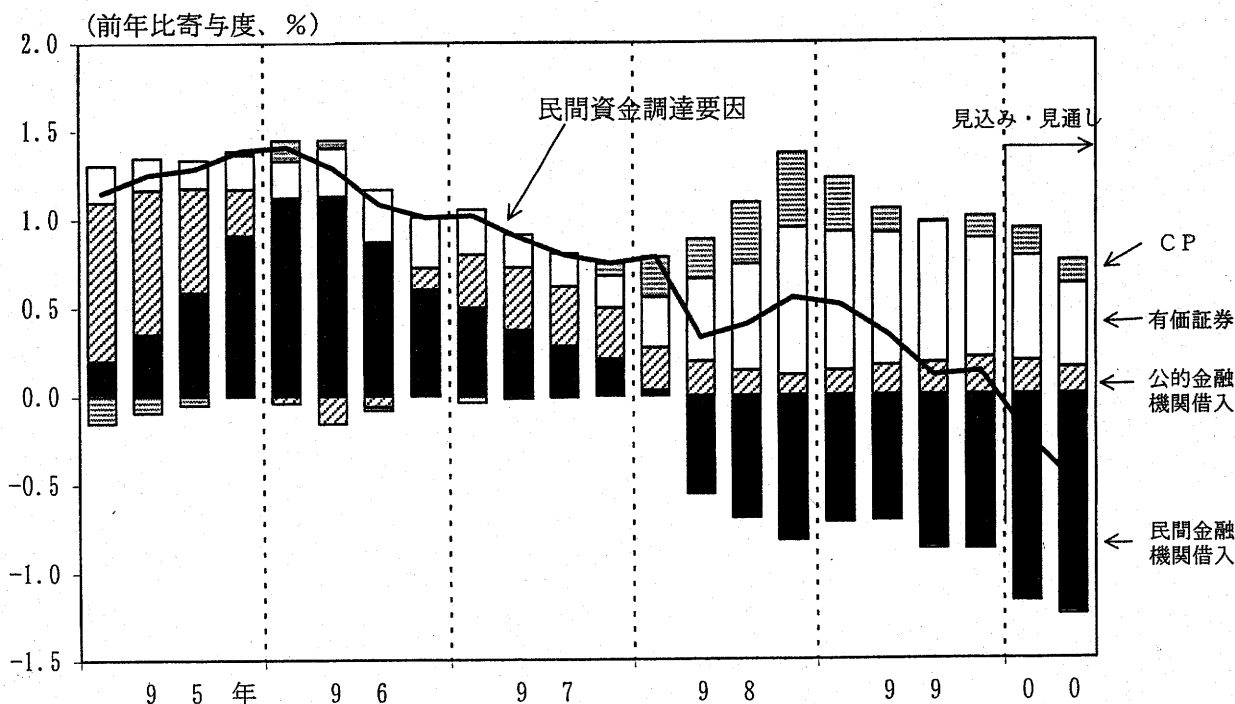 (前年比寄与度、%)
2.0
1.5
1.0
0.5
0.0
-0.5
-1.0
-1.5
民間資金調達要因
見込み・見通し
CP
有価証券
公的金融
機関借入
民間金融
機関借入
95年
96
97
98
99
00